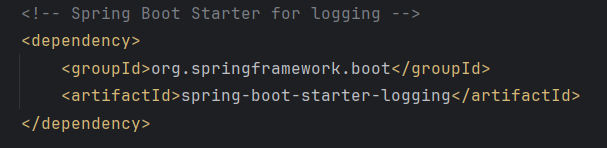 <!-- Spring Boot Starter for logging -->
<dependency>
    <groupId>org.springframework.boot</groupId>
    <artifactId>spring-boot-starter-logging</artifactId>
</dependency>